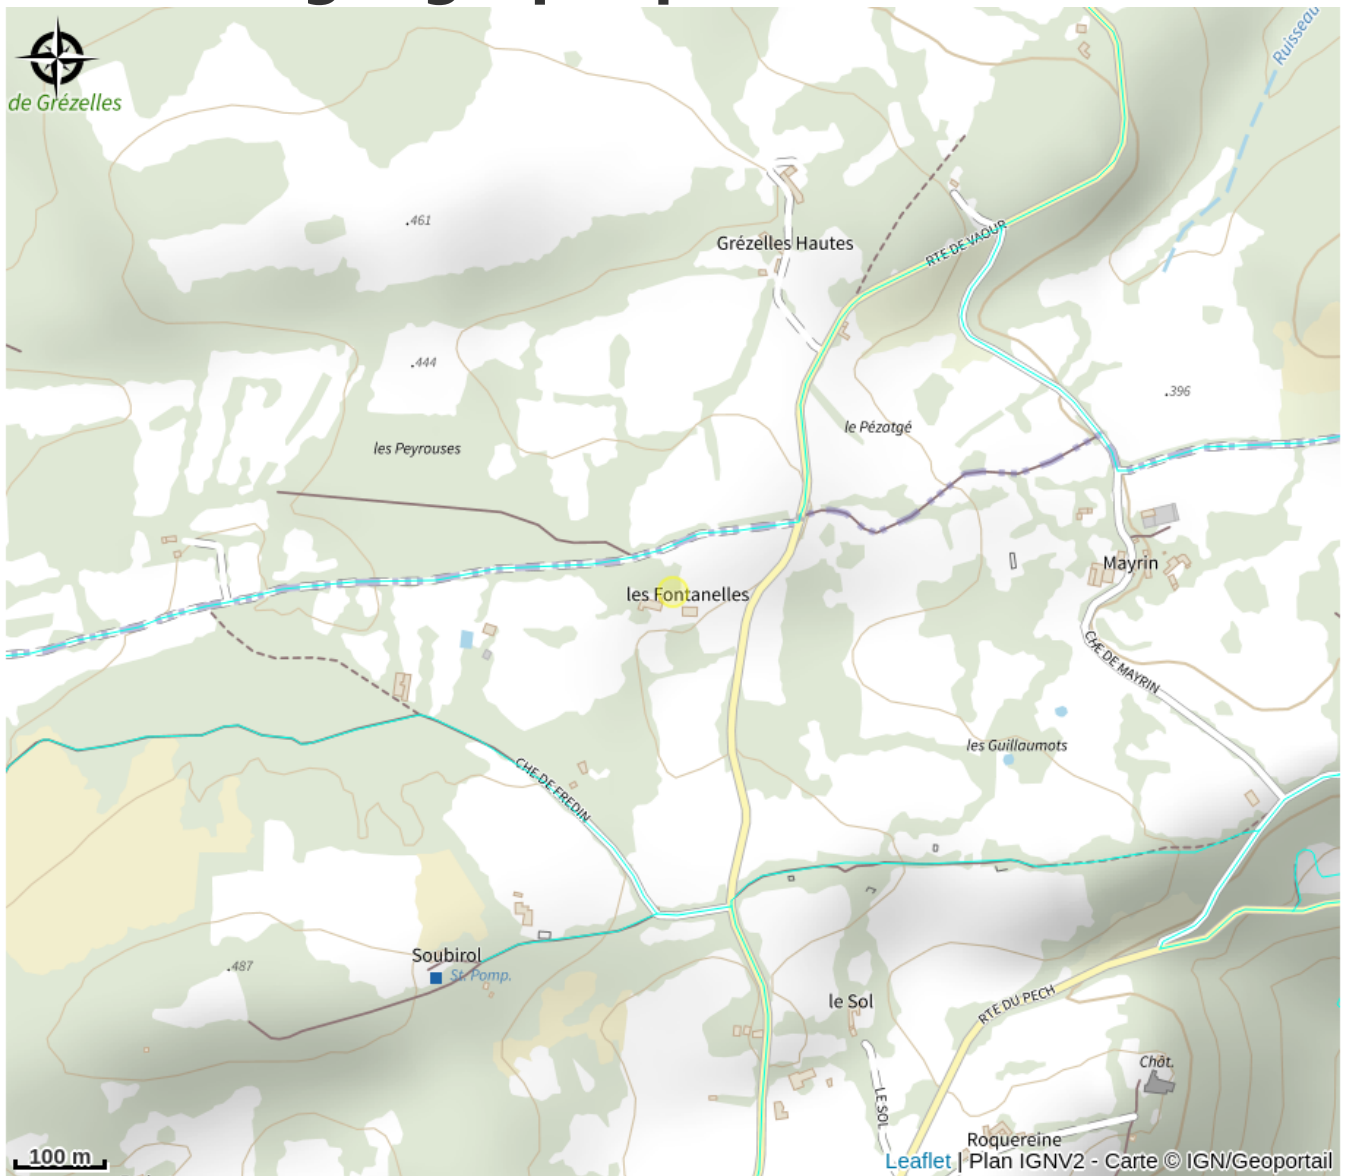 Ruisseau
de Grézelles
.461
Grézelles Hautes
RTE DE VAOUR
.444
.396
les Peyrouses
le Pézatgé
Mayrin
les Fontanelles
CHE DE MAYRIN
les Guillaumots
CHE DE FREDIN
Soubirol
.487
St. Pomp.
le Sol
RTE DU PECH
Chât.
LE SOL
Roquereine
100 m
Leaflet | Plan IGNV2 - Carte © IGN/Geoportail